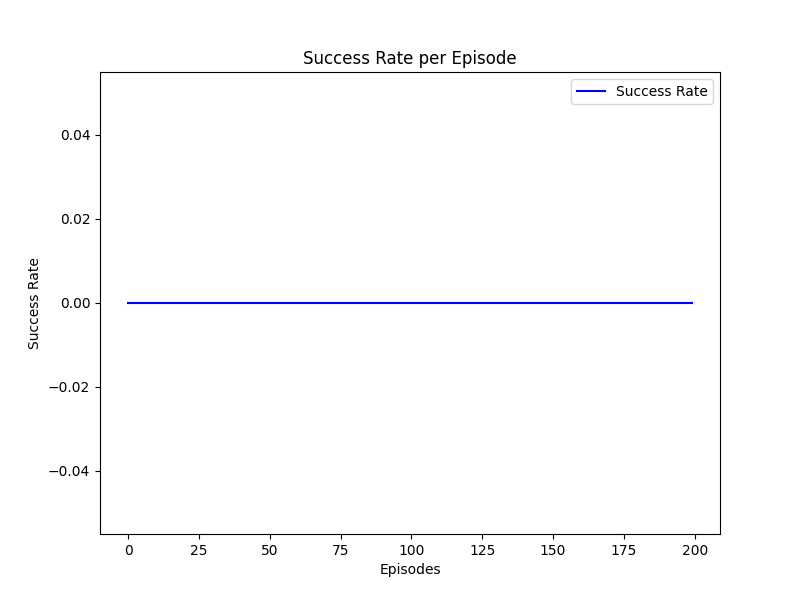 Success Rate per Episode
Success Rate
0.04
0.02
0.00
−0.02
−0.04
Success Rate
0 25 50 75 100 125 150 175 200
Episodes